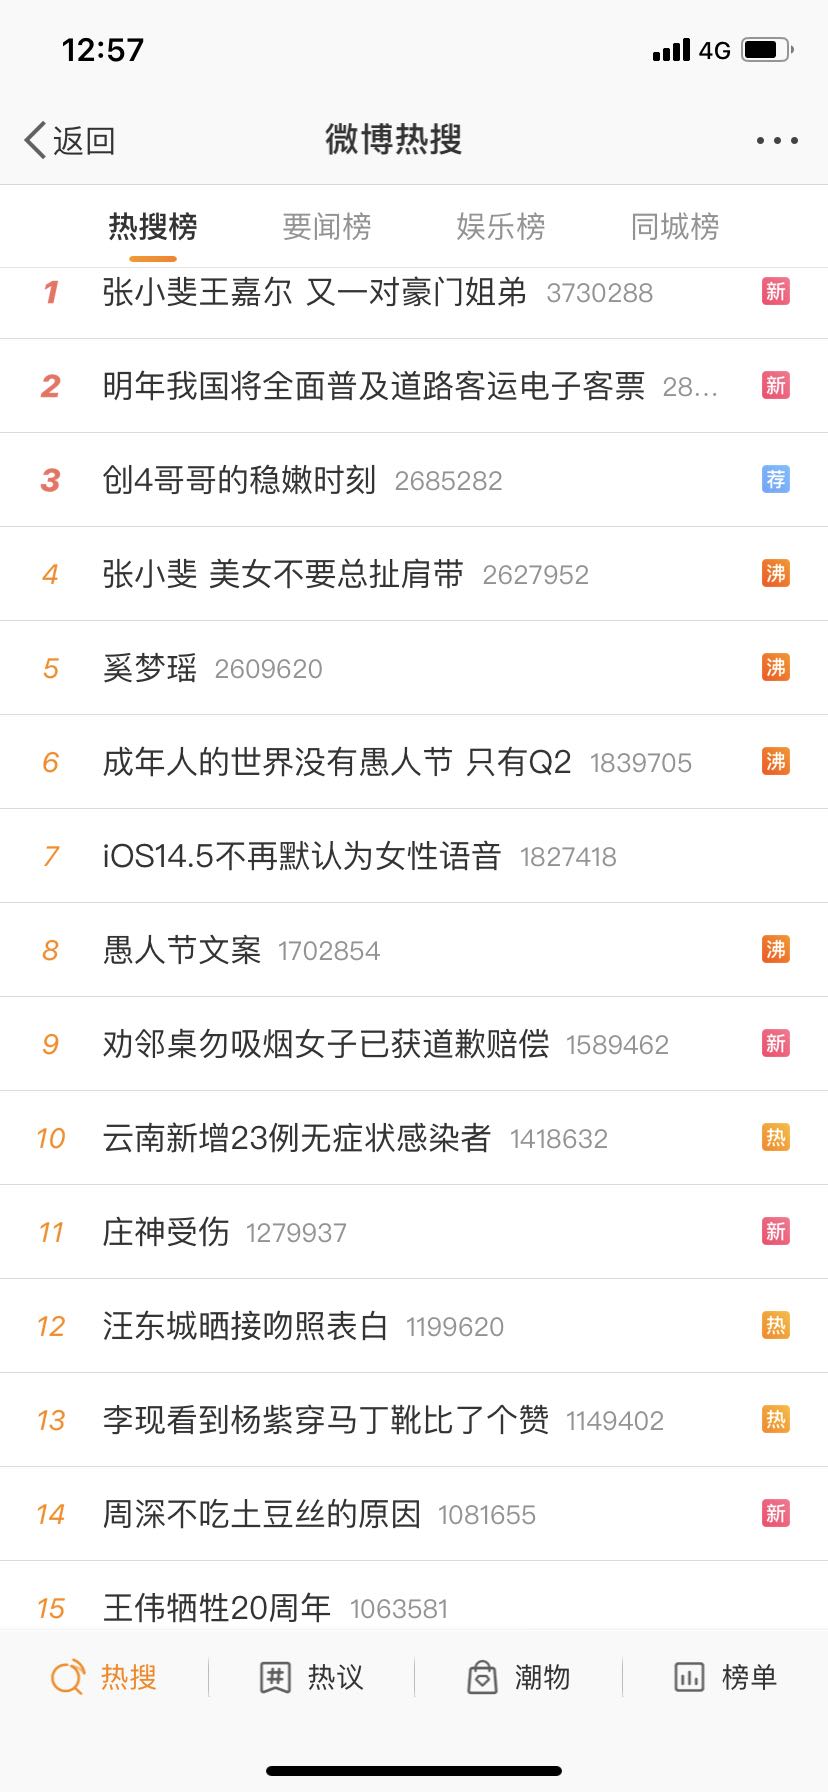 12:57 4G
返回 微博热搜
热搜榜 要闻榜 娱乐榜 同城榜
1 张小斐王嘉尔 又一对豪门姐弟 3730288 新
2 明年我国将全面普及道路客运电子客票 28... 新
3 创4哥哥的稳嫩时刻 2685282 荐
4 张小斐 美女不要总扯肩带 2627952 沸
5 奚梦瑶 2609620 沸
6 成年人的世界没有愚人节 只有Q2 1839705 沸
7 iOS14.5不再默认为女性语音 1827418
8 愚人节文案 1702854 沸
9 劝邻桌勿吸烟女子已获道歉赔偿 1589462 新
10 云南新增23例无症状感染者 1418632 热
11 庄神受伤 1279937 新
12 汪东城晒接吻照表白 1199620 热
13 李现看到杨紫穿马丁靴比了个赞 1149402 热
14 周深不吃土豆丝的原因 1081655 新
15 王伟牺牲20周年 1063581
热搜 热议 潮物 榜单